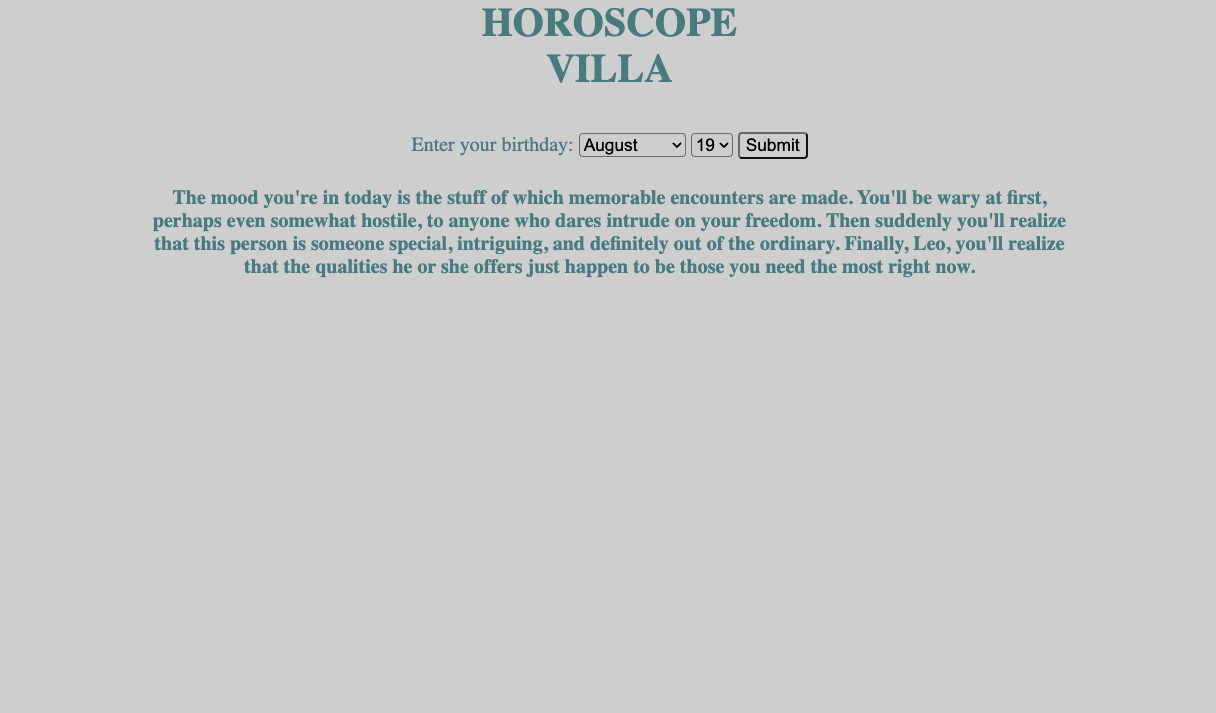 HOROSCOPE
VILLA
Enter your birthday: August 19 Submit
The mood you're in today is the stuff of which memorable encounters are made. You'll be wary at first,
perhaps even somewhat hostile, to anyone who dares intrude on your freedom. Then suddenly you'll realize
that this person is someone special, intriguing, and definitely out of the ordinary. Finally, Leo, you'll realize
that the qualities he or she offers just happen to be those you need the most right now.